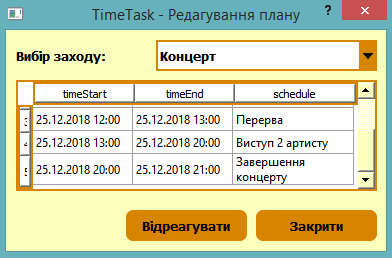 TimeTask - Редагування плану
Вибір заходу: Концерт
timeStart timeEnd schedule
3 25.12.2018 12:00 25.12.2018 13:00 Перерва
4 25.12.2018 13:00 25.12.2018 20:00 Виступ 2 артисту
5 25.12.2018 20:00 25.12.2018 21:00 Завершення
концерту
Відреагувати Закрити